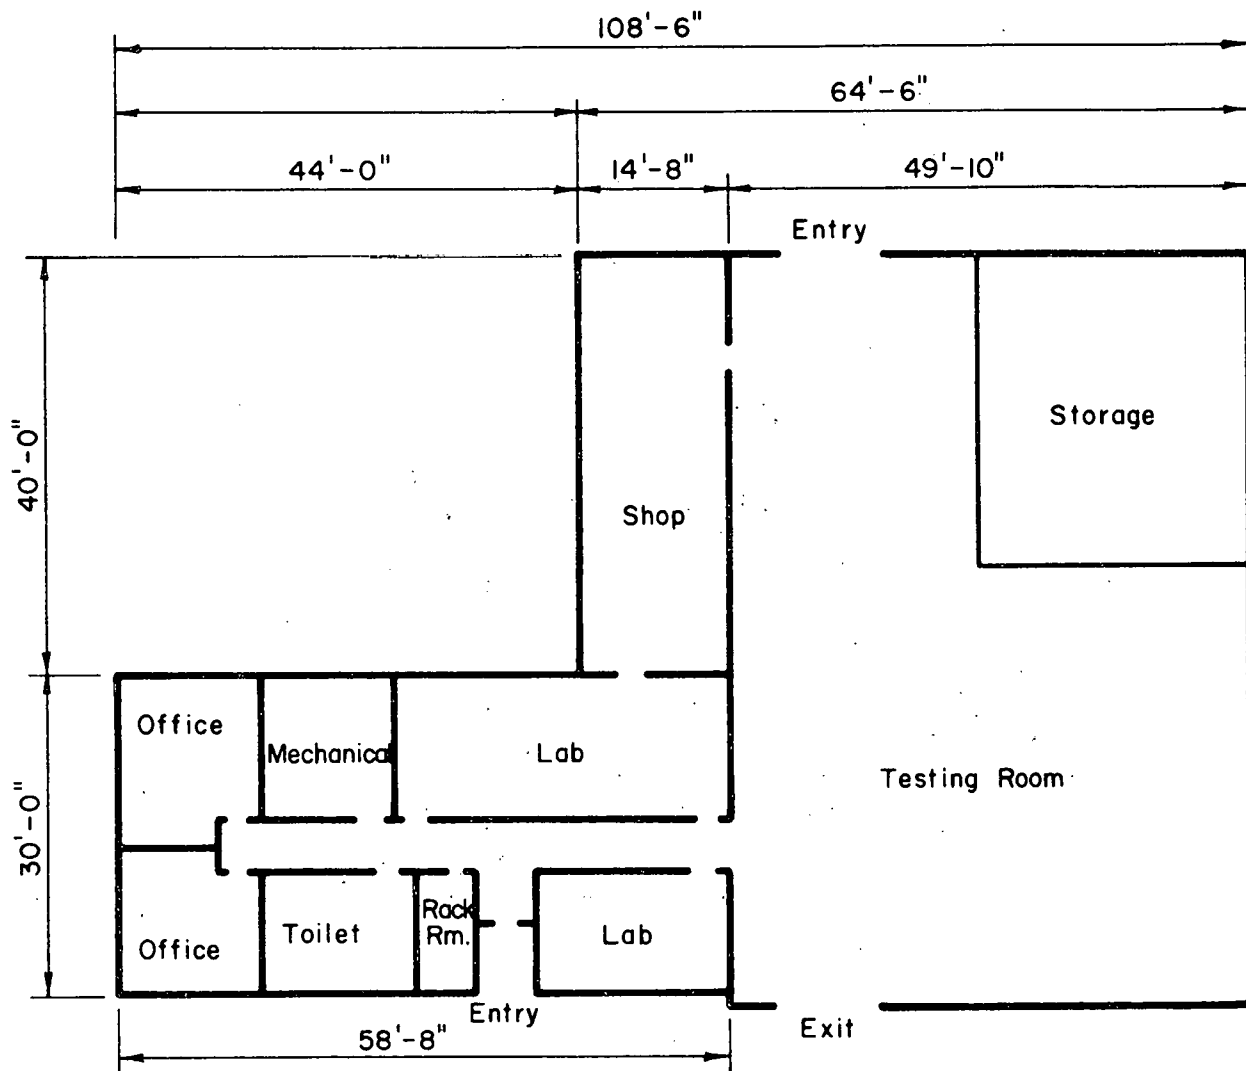 108'-6"
64'-6"
44'-0"
14'-8"
49'-10"
Entry
40'-0"
Storage
Shop
30'-0"
Office
Mechanical
Lab
Testing Room
Office
Toilet
Rack
Rm.
Lab
Entry
Exit
58'-8"